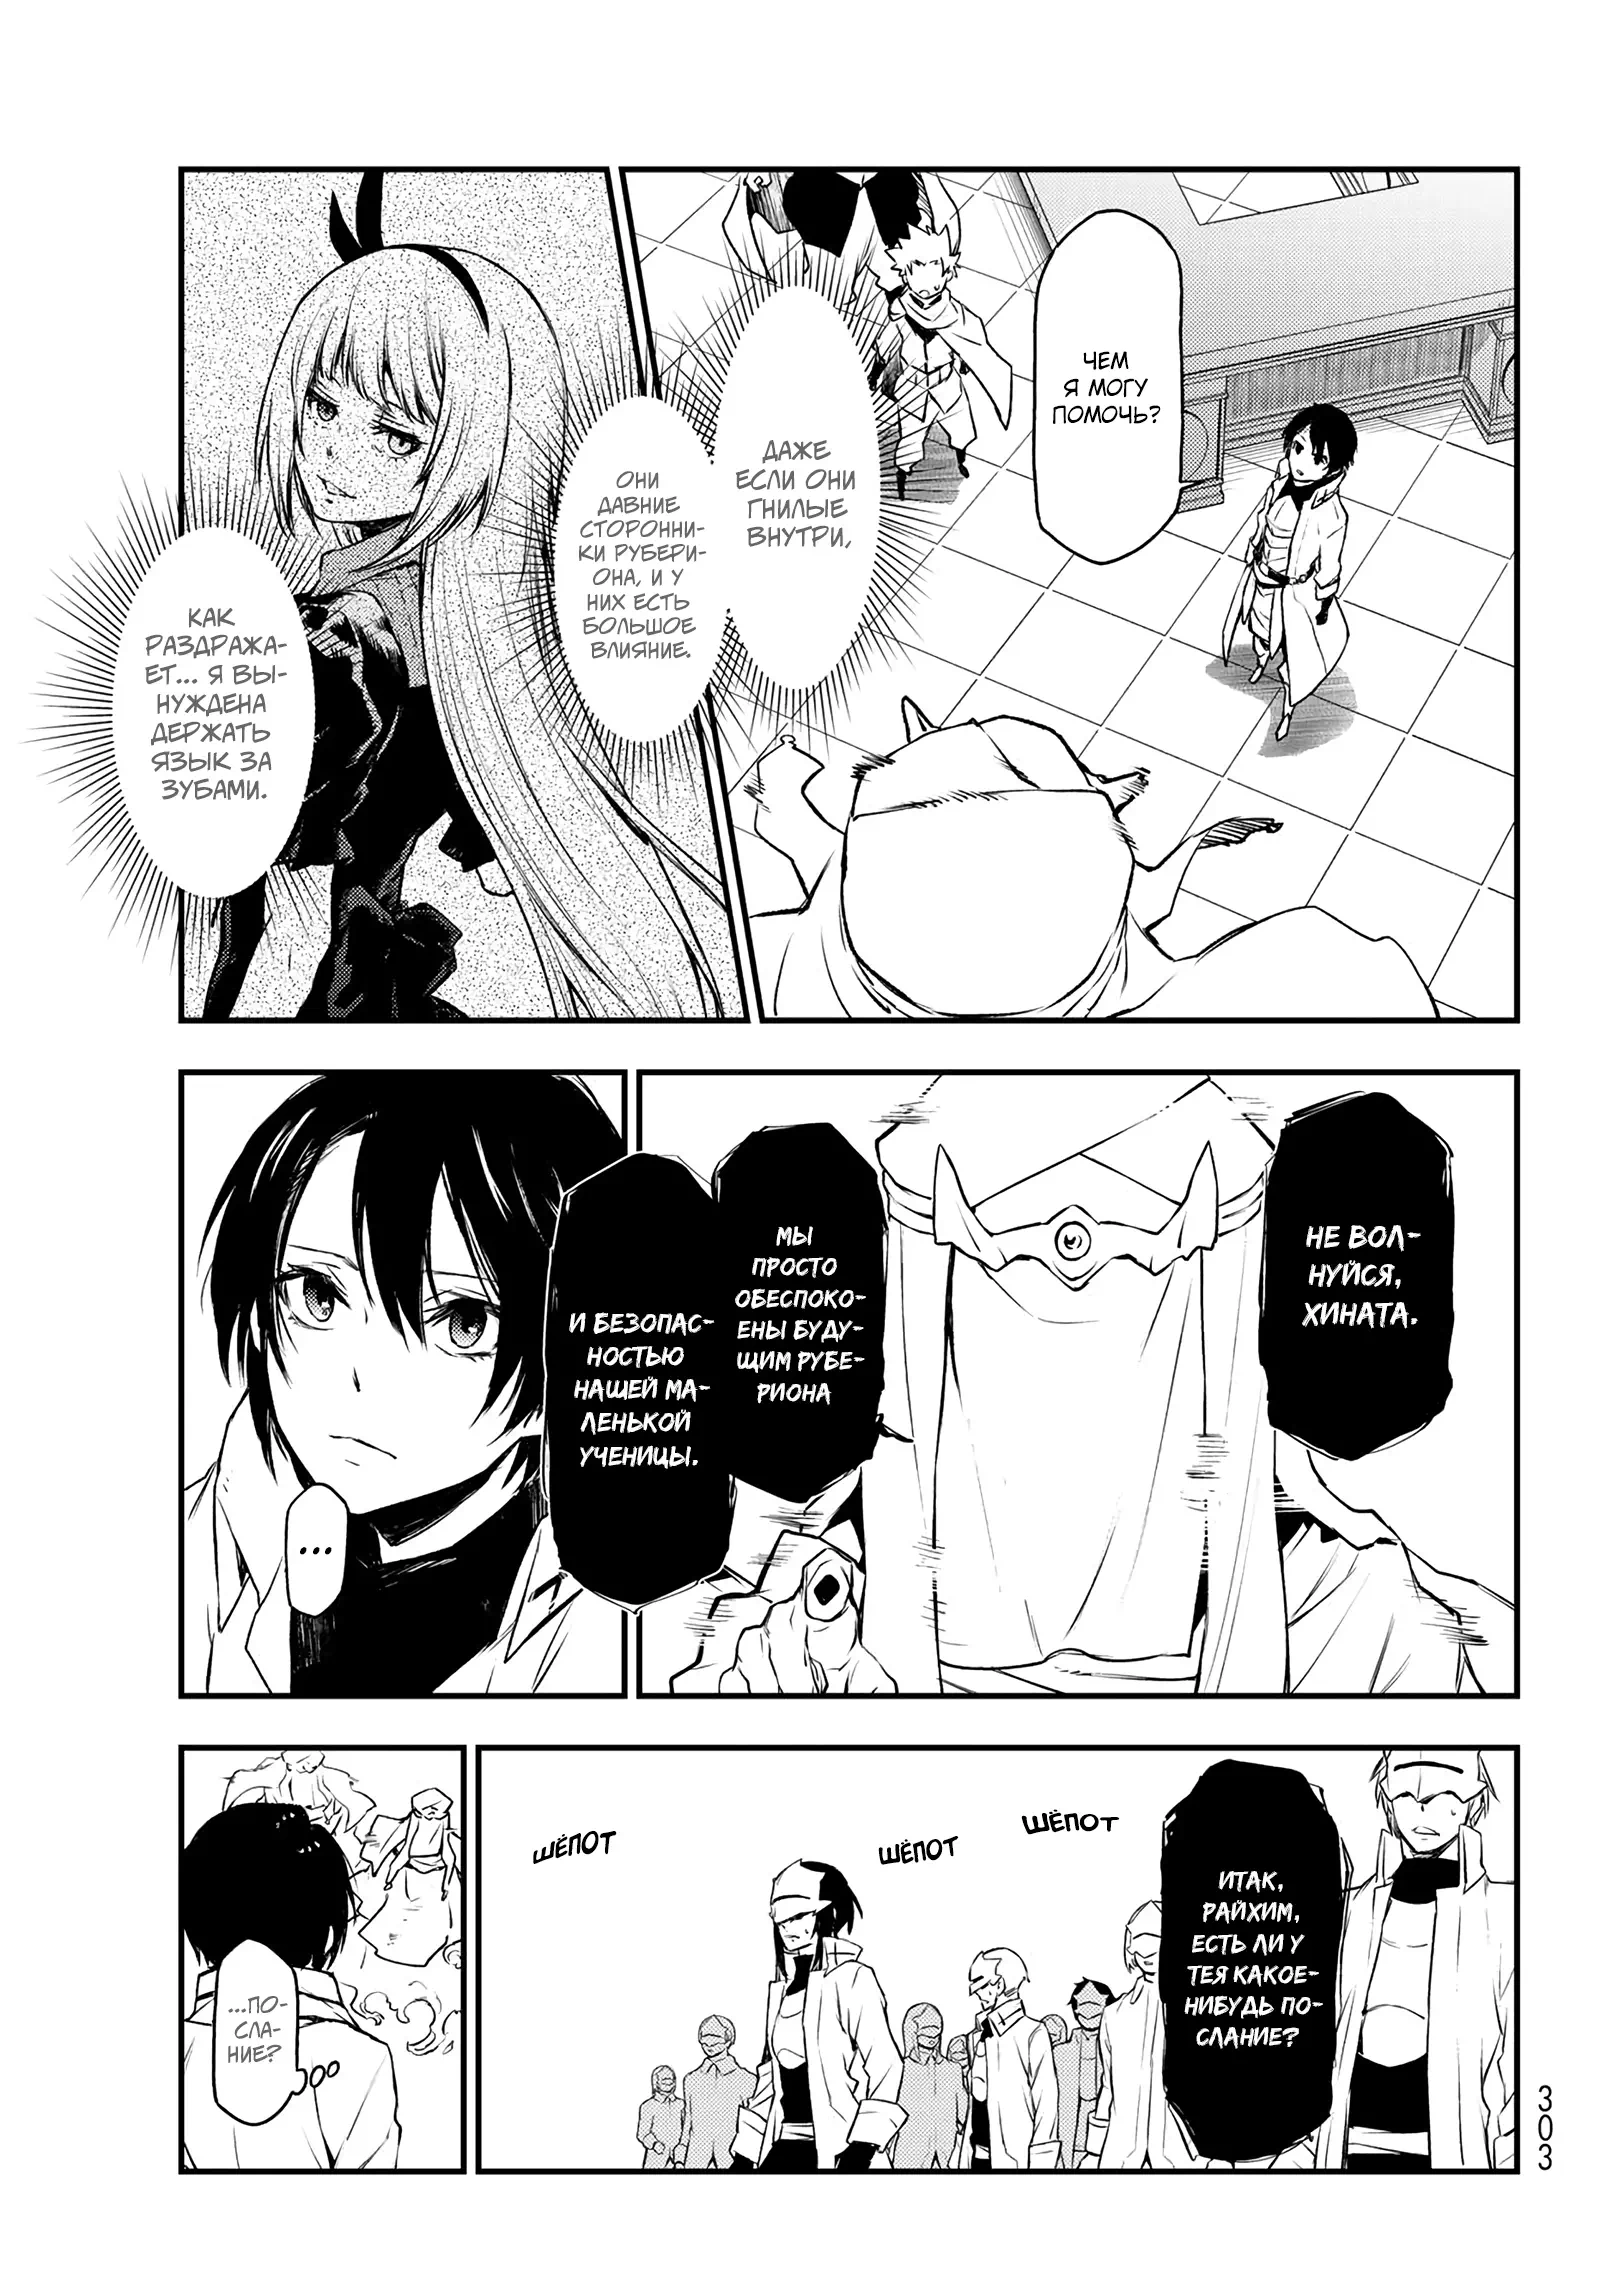 ЧЕМ
Я МОГУ
ПОМОЧЬ?
ДАЖЕ
ЕСЛИ ОНИ
ГНИЛЫЕ
ВНУТРИ,
ОНИ
ДАВНИЕ
СТОРОННИ-
КИ РУБЕРИ-
ОНА, И У
НИХ ЕСТЬ
БОЛЬШОЕ
ВЛИЯНИЕ.
КАК
РАЗДРАЖА-
ЕТ... Я ВЫ-
НУЖДЕНА
ДЕРЖАТЬ
ЯЗЫК ЗА
ЗУБАМИ.
НЕ ВОЛ-
НУЙСЯ,
ХИНАТА.
МЫ
ПРОСТО
ОБЕСПОКО-
ЕНЫ БУДУ-
ЩИМ РУБЕ-
РИОНА
И БЕЗОПАС-
НОСТЬЮ
НАШЕЙ МА-
ЛЕНЬКОЙ
УЧЕНИЦЫ.
...
ИТАК,
РАЙХИМ,
ЕСТЬ ЛИ У
ТЕЯ КАКОЕ-
НИБУДЬ ПО-
СЛАНИЕ?
ШЁПОТ
ШЁПОТ
ШЁПОТ
...ПО-
СЛА-
НИЕ?
303